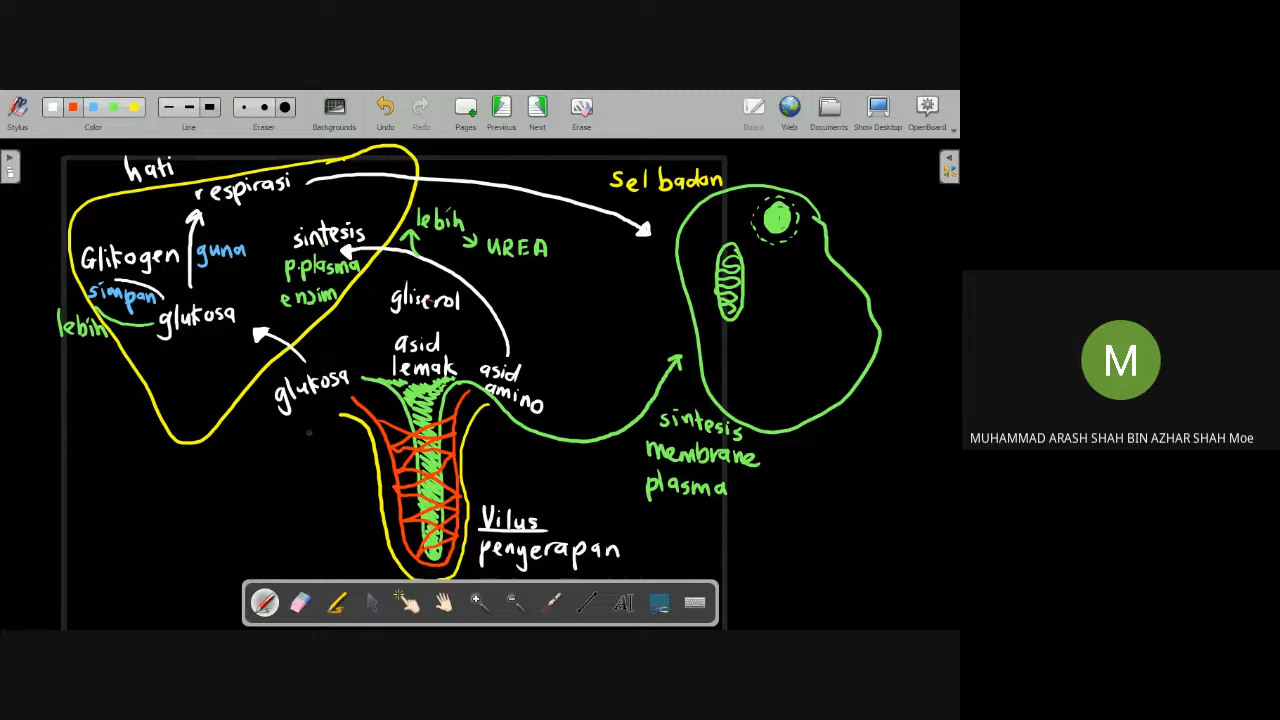 Stylus
Color
Line
Eraser
Backgrounds
Undo
Redo
Pages
Previous
Next
Erase
Board
Web
Documents
Show Desktop
OpenBoard
hati
respirasi
sel badan
Glikogen
guna
sintesis
p.plasma
enzim
lebih
UREA
simpan
glukosa
lebih
gliserol
asid
lemak
glukosa
asid
amino
sintesis
membrane
plasma
Vilus
penyerapan
M
MUHAMMAD ARASH SHAH BIN AZHAR SHAH Moe